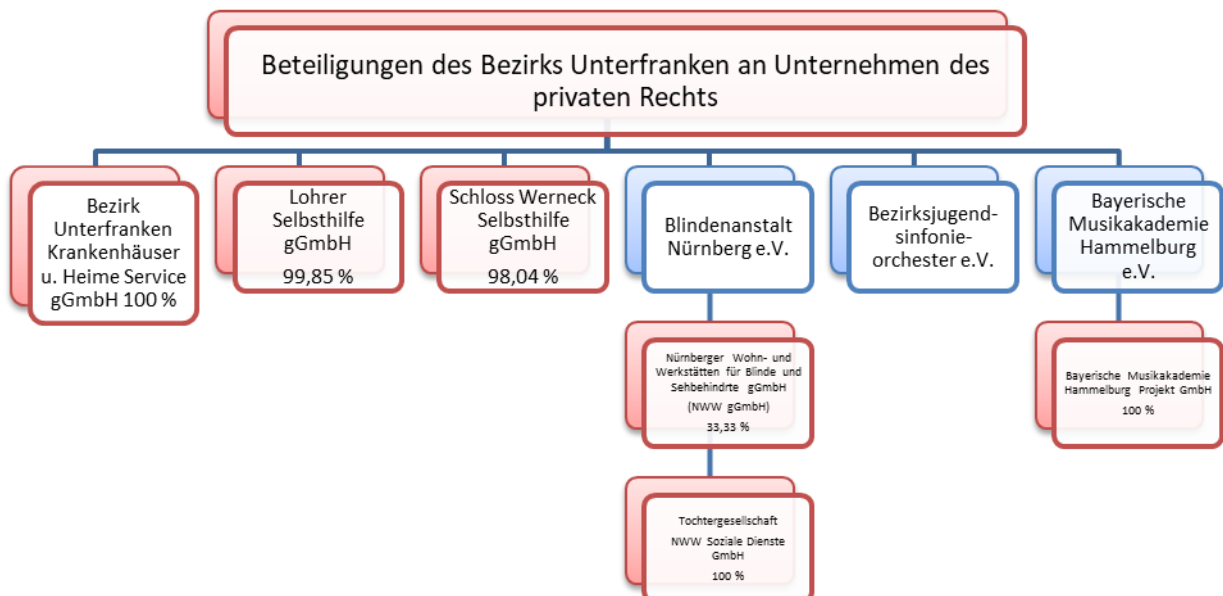 Beteiligungen des Bezirks Unterfranken an Unternehmen des
privaten Rechts
Bezirk
Unterfranken
Krankenhäuser
u. Heime Service
gGmbH 100 %
Lohrer
Selbsthilfe
gGmbH
99,85 %
Schloss Werneck
Selbsthilfe
gGmbH
98,04 %
Blindenanstalt
Nürnberg e.V.
Bezirksjugend-
sinfonie-
orchester e.V.
Bayerische
Musikakademie
Hammelburg
e.V.
Nürnberger Wohn- und
Werkstätten für Blinde und
Sehbehindrte gGmbH
(NWW gGmbH)
33,33 %
Bayerische Musikakademie
Hammelburg Projekt GmbH
100 %
Tochtergesellschaft
NWW Soziale Dienste
GmbH
100 %